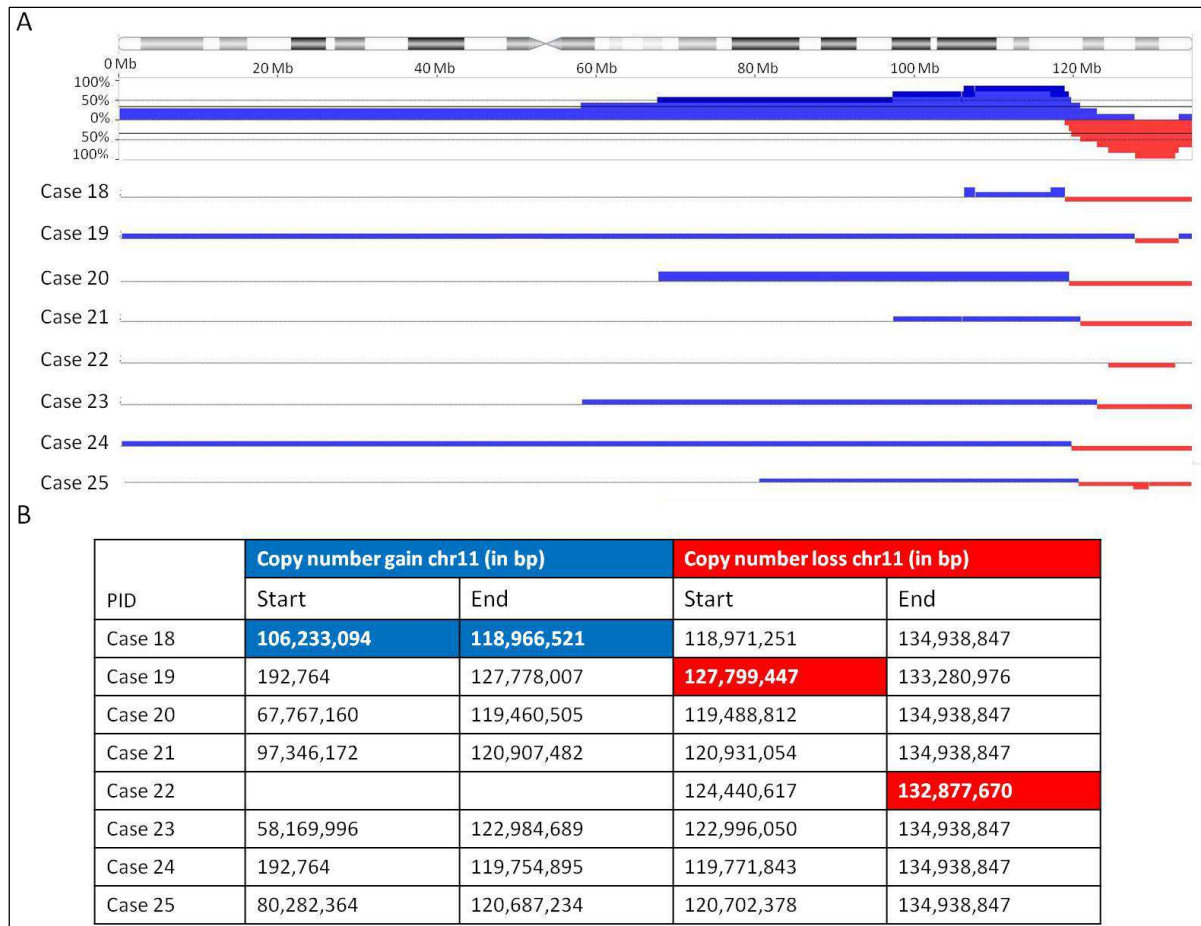 A
0 Mb 20 Mb 40 Mb 60 Mb 80 Mb 100 Mb 120 Mb
100%
50%
0%
50%
100%
Case 18
Case 19
Case 20
Case 21
Case 22
Case 23
Case 24
Case 25
B
Copy number gain chr11 (in bp) Copy number loss chr11 (in bp)
PID Start End Start End
Case 18 106,233,094 118,966,521 118,971,251 134,938,847
Case 19 192,764 127,778,007 127,799,447 133,280,976
Case 20 67,767,160 119,460,505 119,488,812 134,938,847
Case 21 97,346,172 120,907,482 120,931,054 134,938,847
Case 22 124,440,617 132,877,670
Case 23 58,169,996 122,984,689 122,996,050 134,938,847
Case 24 192,764 119,754,895 119,771,843 134,938,847
Case 25 80,282,364 120,687,234 120,702,378 134,938,847